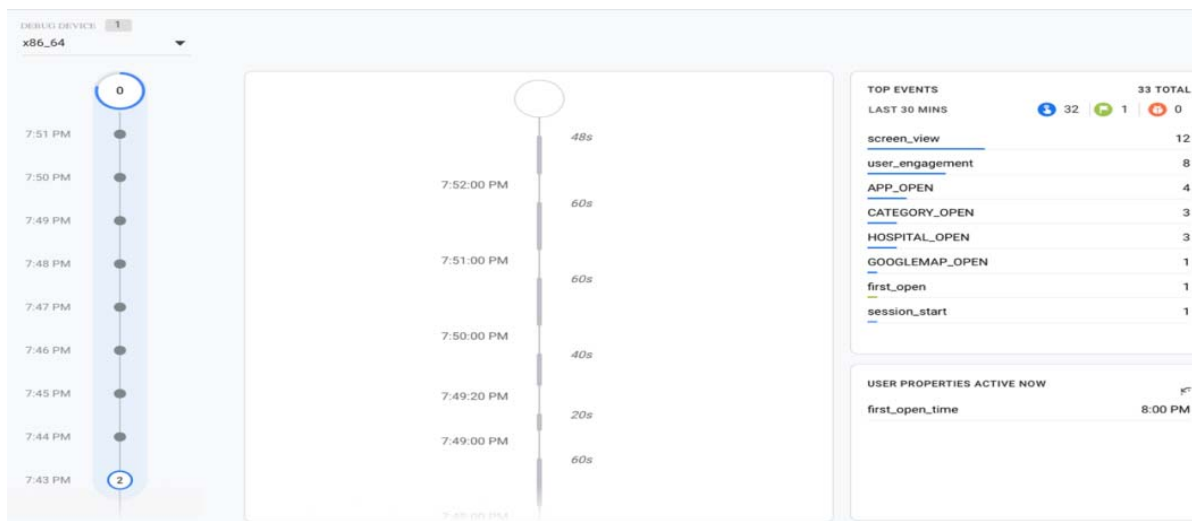 DEBUG DEVICE 1
x86_64
0
7:51 PM
7:50 PM
7:49 PM
7:48 PM
7:47 PM
7:46 PM
7:45 PM
7:44 PM
7:43 PM 2
48s
7:52:00 PM
60s
7:51:00 PM
60s
7:50:00 PM
40s
7:49:20 PM
20s
7:49:00 PM
60s
7:48:00 PM
TOP EVENTS 33 TOTAL
LAST 30 MINS 32 1 0
screen_view 12
user_engagement 8
APP_OPEN 4
CATEGORY_OPEN 3
HOSPITAL_OPEN 3
GOOGLEMAP_OPEN 1
first_open 1
session_start 1
USER PROPERTIES ACTIVE NOW
first_open_time 8:00 PM